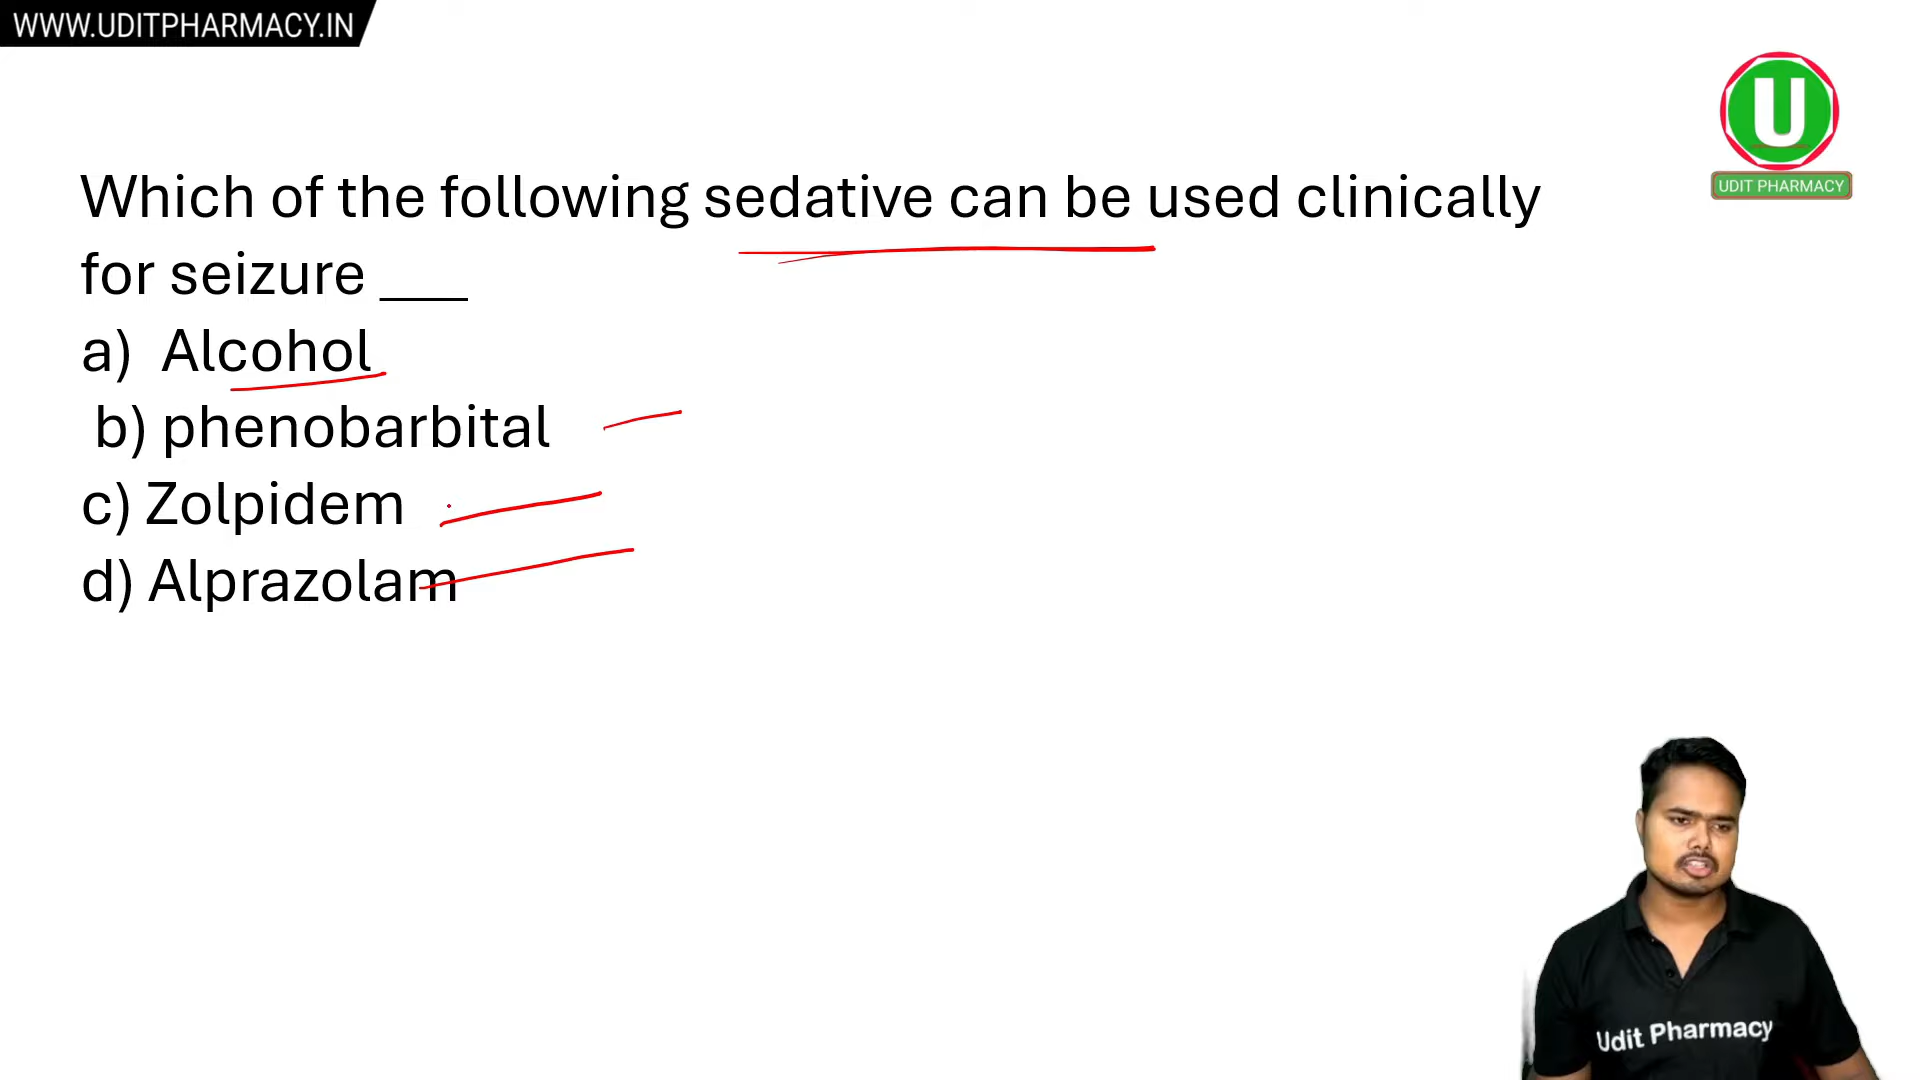 WWW.UDITPHARMACY.IN
U
UDIT PHARMACY
Which of the following sedative can be used clinically
for seizure ___
a) Alcohol
b) phenobarbital
c) Zolpidem
d) Alprazolam
Udit Pharmacy